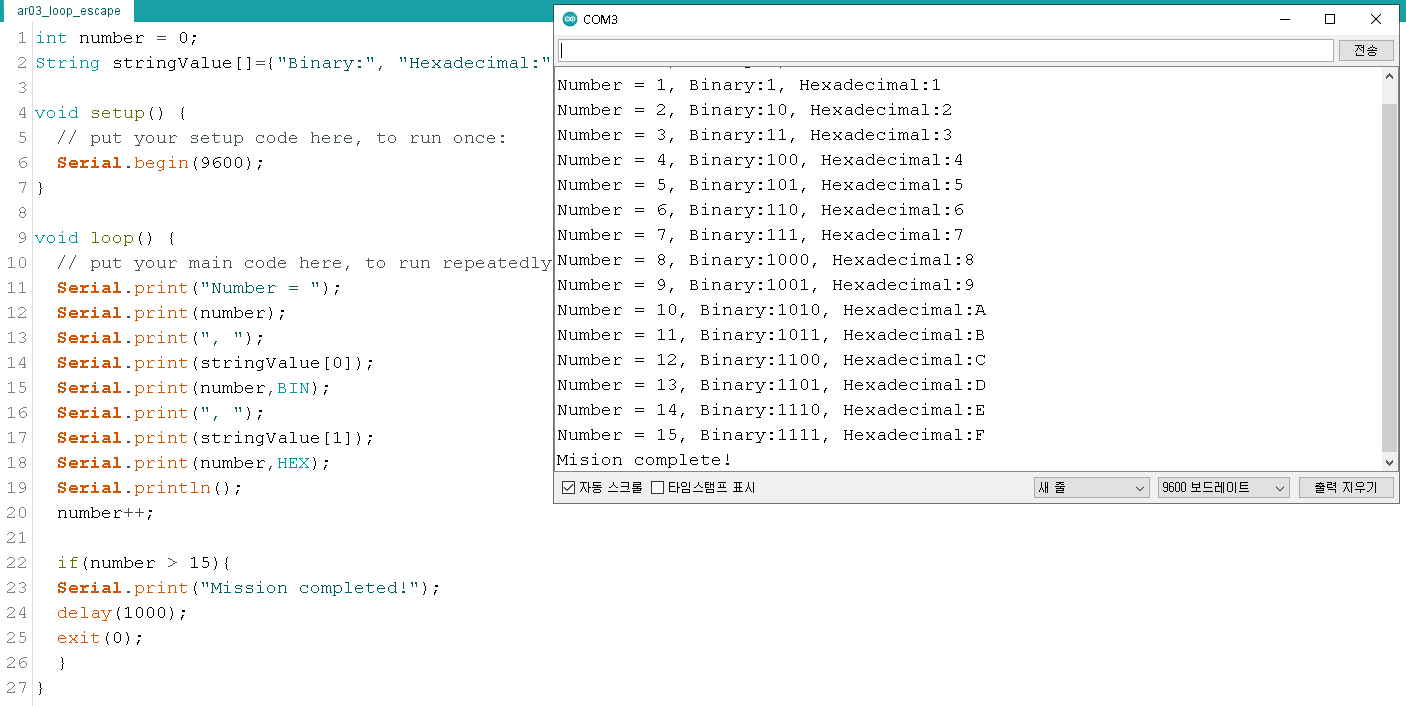 ar03_loop_escape
1 int number = 0;
2 String stringValue[]={"Binary:", "Hexadecimal:"
3
4 void setup() {
5   // put your setup code here, to run once:
6   Serial.begin(9600);
7 }
8
9 void loop() {
10   // put your main code here, to run repeatedly
11   Serial.print("Number = ");
12   Serial.print(number);
13   Serial.print(", ");
14   Serial.print(stringValue[0]);
15   Serial.print(number,BIN);
16   Serial.print(", ");
17   Serial.print(stringValue[1]);
18   Serial.print(number,HEX);
19   Serial.println();
20   number++;
21
22   if(number > 15){
23   Serial.print("Mission completed!");
24   delay(1000);
25   exit(0);
26   }
27 }
COM3
전송
Number = 1, Binary:1, Hexadecimal:1
Number = 2, Binary:10, Hexadecimal:2
Number = 3, Binary:11, Hexadecimal:3
Number = 4, Binary:100, Hexadecimal:4
Number = 5, Binary:101, Hexadecimal:5
Number = 6, Binary:110, Hexadecimal:6
Number = 7, Binary:111, Hexadecimal:7
Number = 8, Binary:1000, Hexadecimal:8
Number = 9, Binary:1001, Hexadecimal:9
Number = 10, Binary:1010, Hexadecimal:A
Number = 11, Binary:1011, Hexadecimal:B
Number = 12, Binary:1100, Hexadecimal:C
Number = 13, Binary:1101, Hexadecimal:D
Number = 14, Binary:1110, Hexadecimal:E
Number = 15, Binary:1111, Hexadecimal:F
Mision complete!
자동 스크롤 타임스탬프 표시 새 줄 9600 보드레이트 출력 지우기